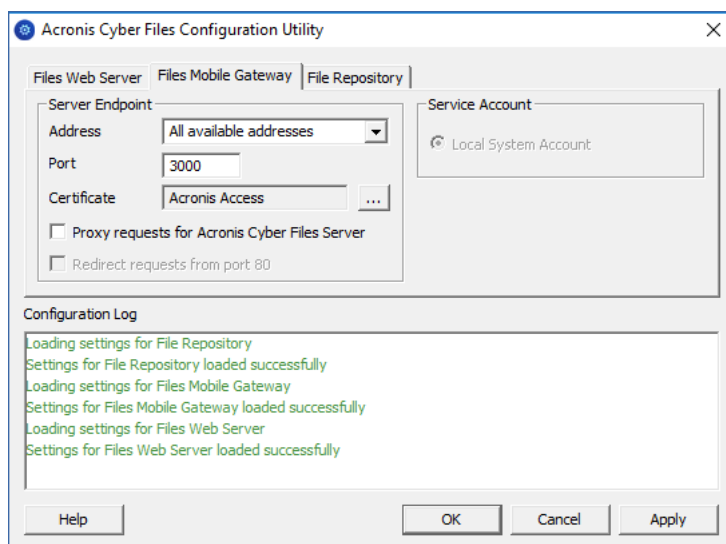 Acronis Cyber Files Configuration Utility
Files Web Server Files Mobile Gateway File Repository
Server Endpoint
Address All available addresses
Port 3000
Certificate Acronis Access ...
Proxy requests for Acronis Cyber Files Server
Redirect requests from port 80
Service Account
Local System Account
Configuration Log
Loading settings for File Repository
Settings for File Repository loaded successfully
Loading settings for Files Mobile Gateway
Settings for Files Mobile Gateway loaded successfully
Loading settings for Files Web Server
Settings for Files Web Server loaded successfully
Help OK Cancel Apply